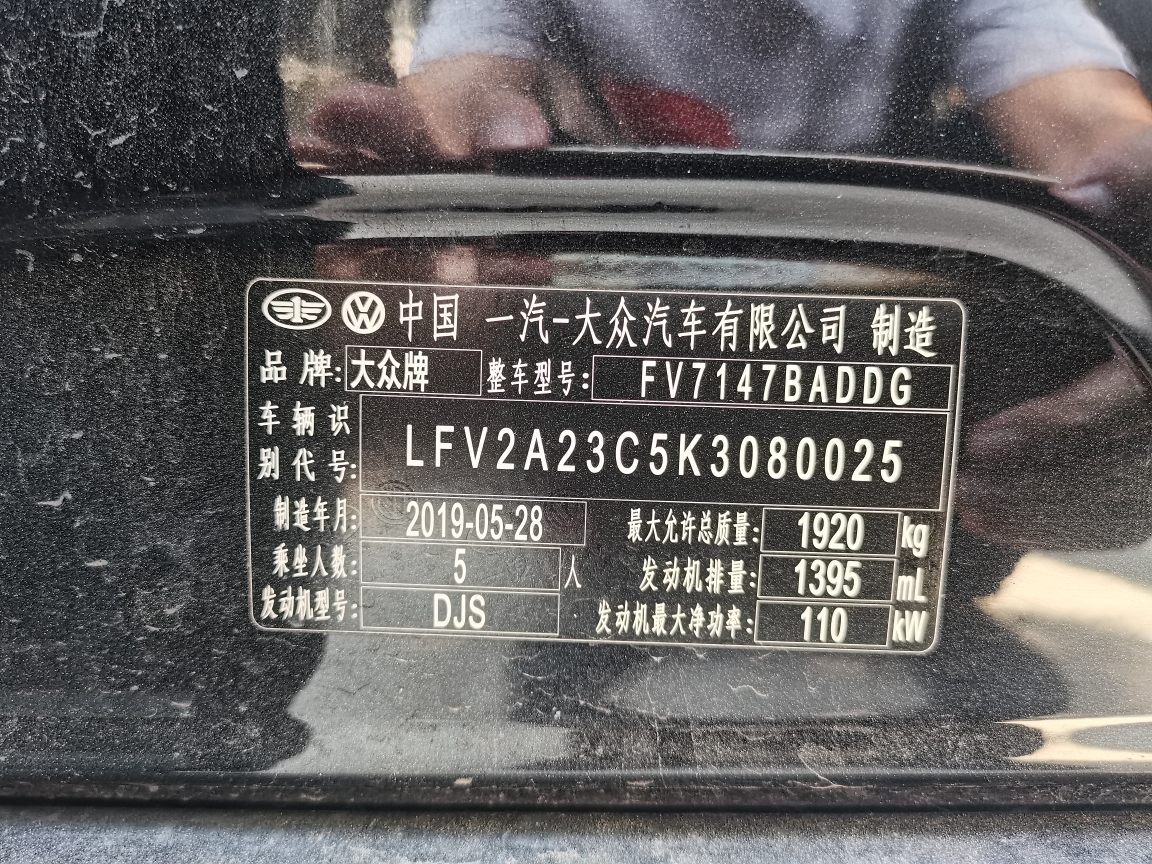 中国 一汽-大众汽车有限公司 制造
品牌: 大众牌 整车型号: FV7147BADDG
车辆识别代号: LFV2A23C5K3080025
制造年月: 2019-05-28 最大允许总质量: 1920 kg
乘坐人数: 5 人 发动机排量: 1395 mL
发动机型号: DJS 发动机最大净功率: 110 kW